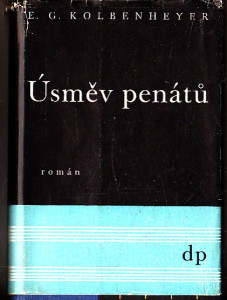 E. G. KOLBENHEYER
Úsměv penátů
román
dp